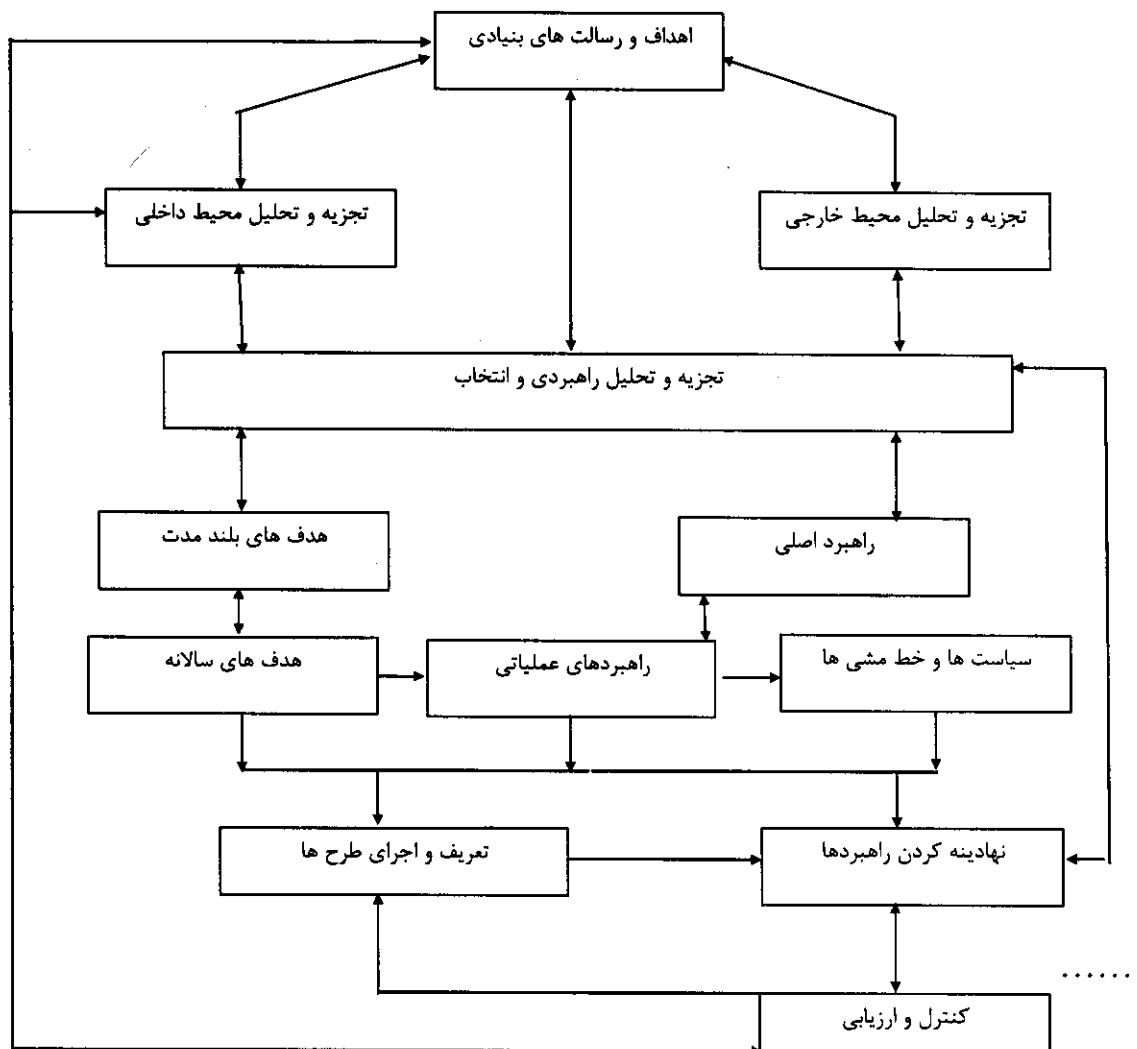 اهداف و رسالت های بنیادی
تجزیه و تحلیل محیط خارجی
تجزیه و تحلیل محیط داخلی
تجزیه و تحلیل راهبردی و انتخاب
راهبرد اصلی
هدف های بلند مدت
سیاست ها و خط مشی ها
راهبردهای عملیاتی
هدف های سالانه
نهادینه کردن راهبردها
تعریف و اجرای طرح ها
......
کنترل و ارزیابی